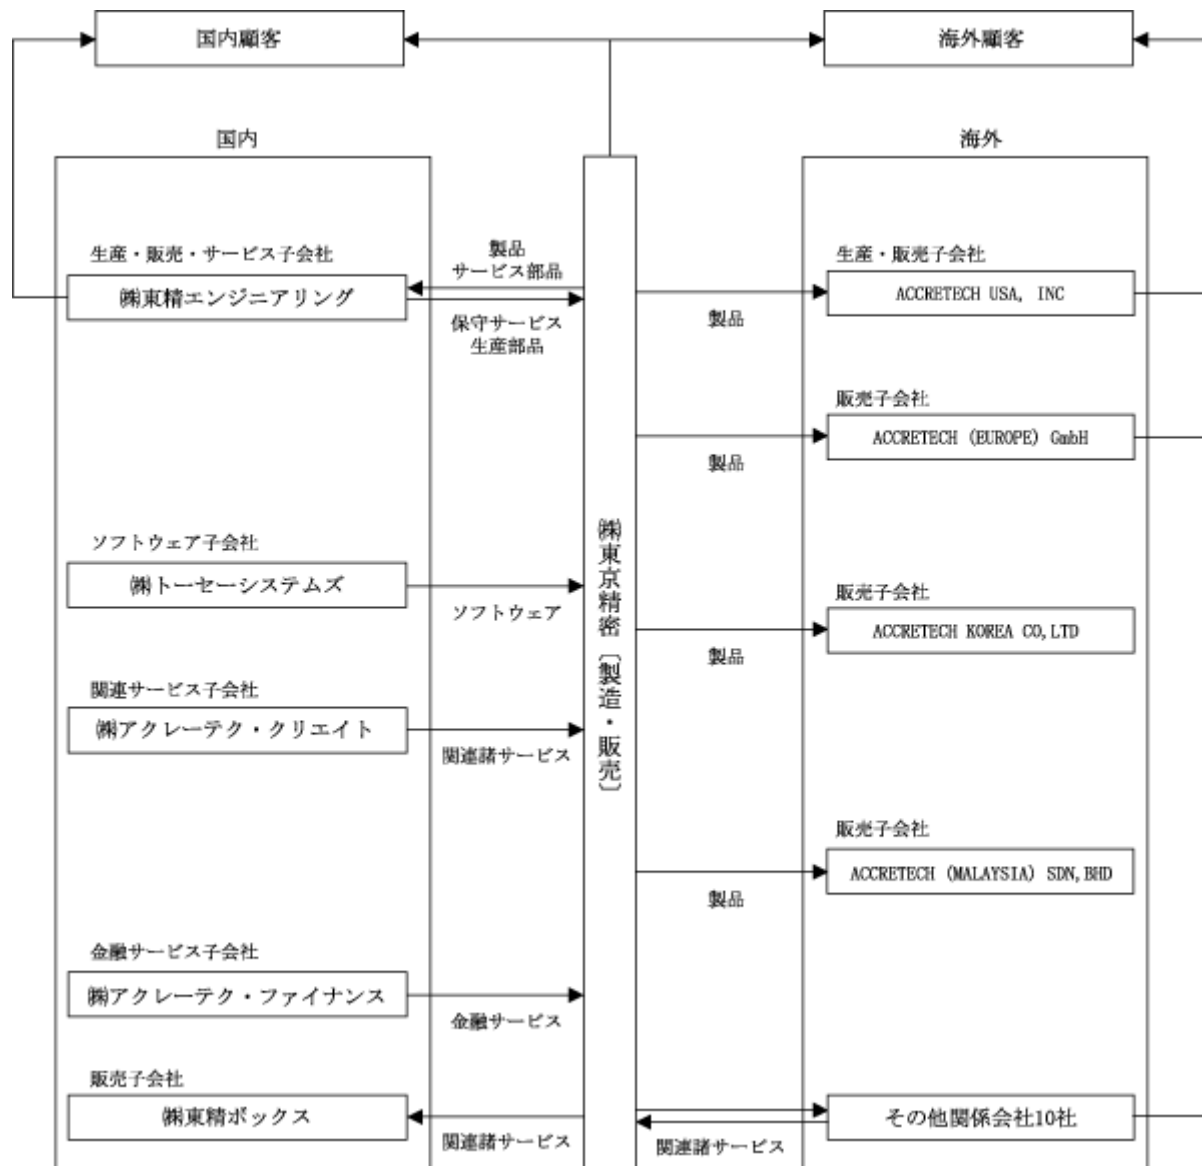 国内顧客
海外顧客
国内
海外
生産・販売・サービス子会社
㈱東精エンジニアリング
製品
サービス部品
保守サービス
生産部品
ソフトウェア子会社
㈱トーセーシステムズ
ソフトウェア
関連サービス子会社
㈱アクレーテク・クリエイト
関連諸サービス
金融サービス子会社
㈱アクレーテク・ファイナンス
金融サービス
販売子会社
㈱東精ボックス
関連諸サービス
㈱東京精密〔製造・販売〕
生産・販売子会社
ACCRETECH USA, INC
製品
販売子会社
ACCRETECH (EUROPE) GmbH
製品
販売子会社
ACCRETECH KOREA CO,LTD
製品
販売子会社
ACCRETECH (MALAYSIA) SDN,BHD
製品
その他関係会社10社
関連諸サービス